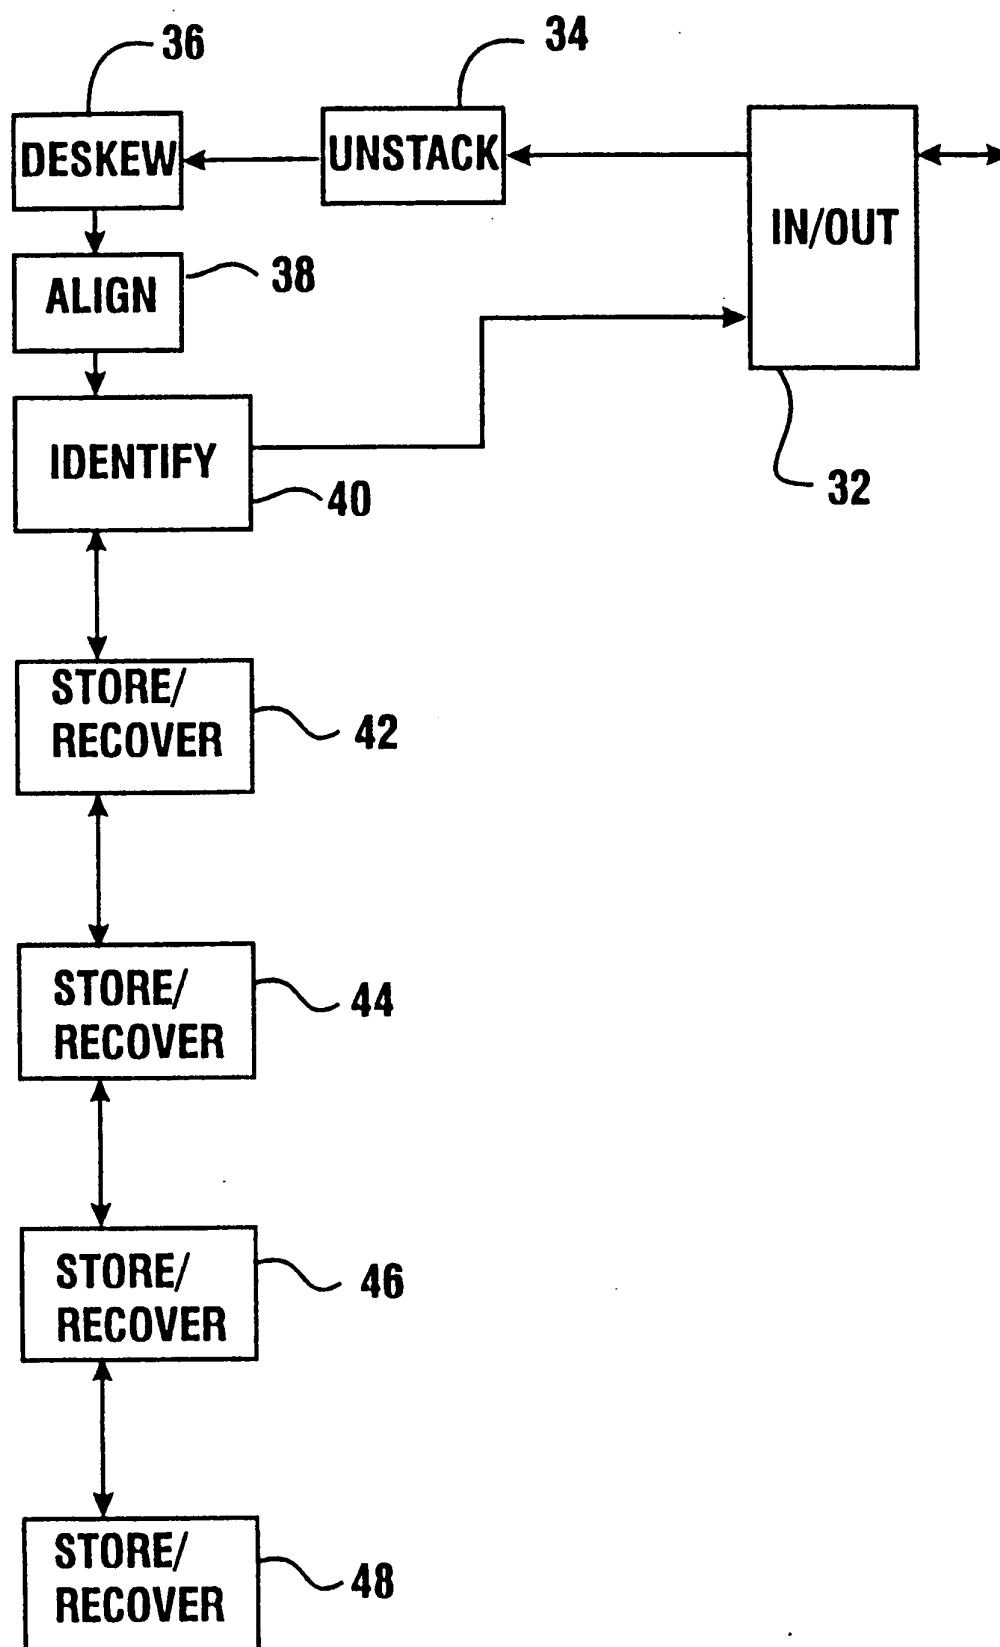 36
34
DESKEW
UNSTACK
IN/OUT
ALIGN
38
IDENTIFY
40
32
STORE/
RECOVER
42
STORE/
RECOVER
44
STORE/
RECOVER
46
STORE/
RECOVER
48